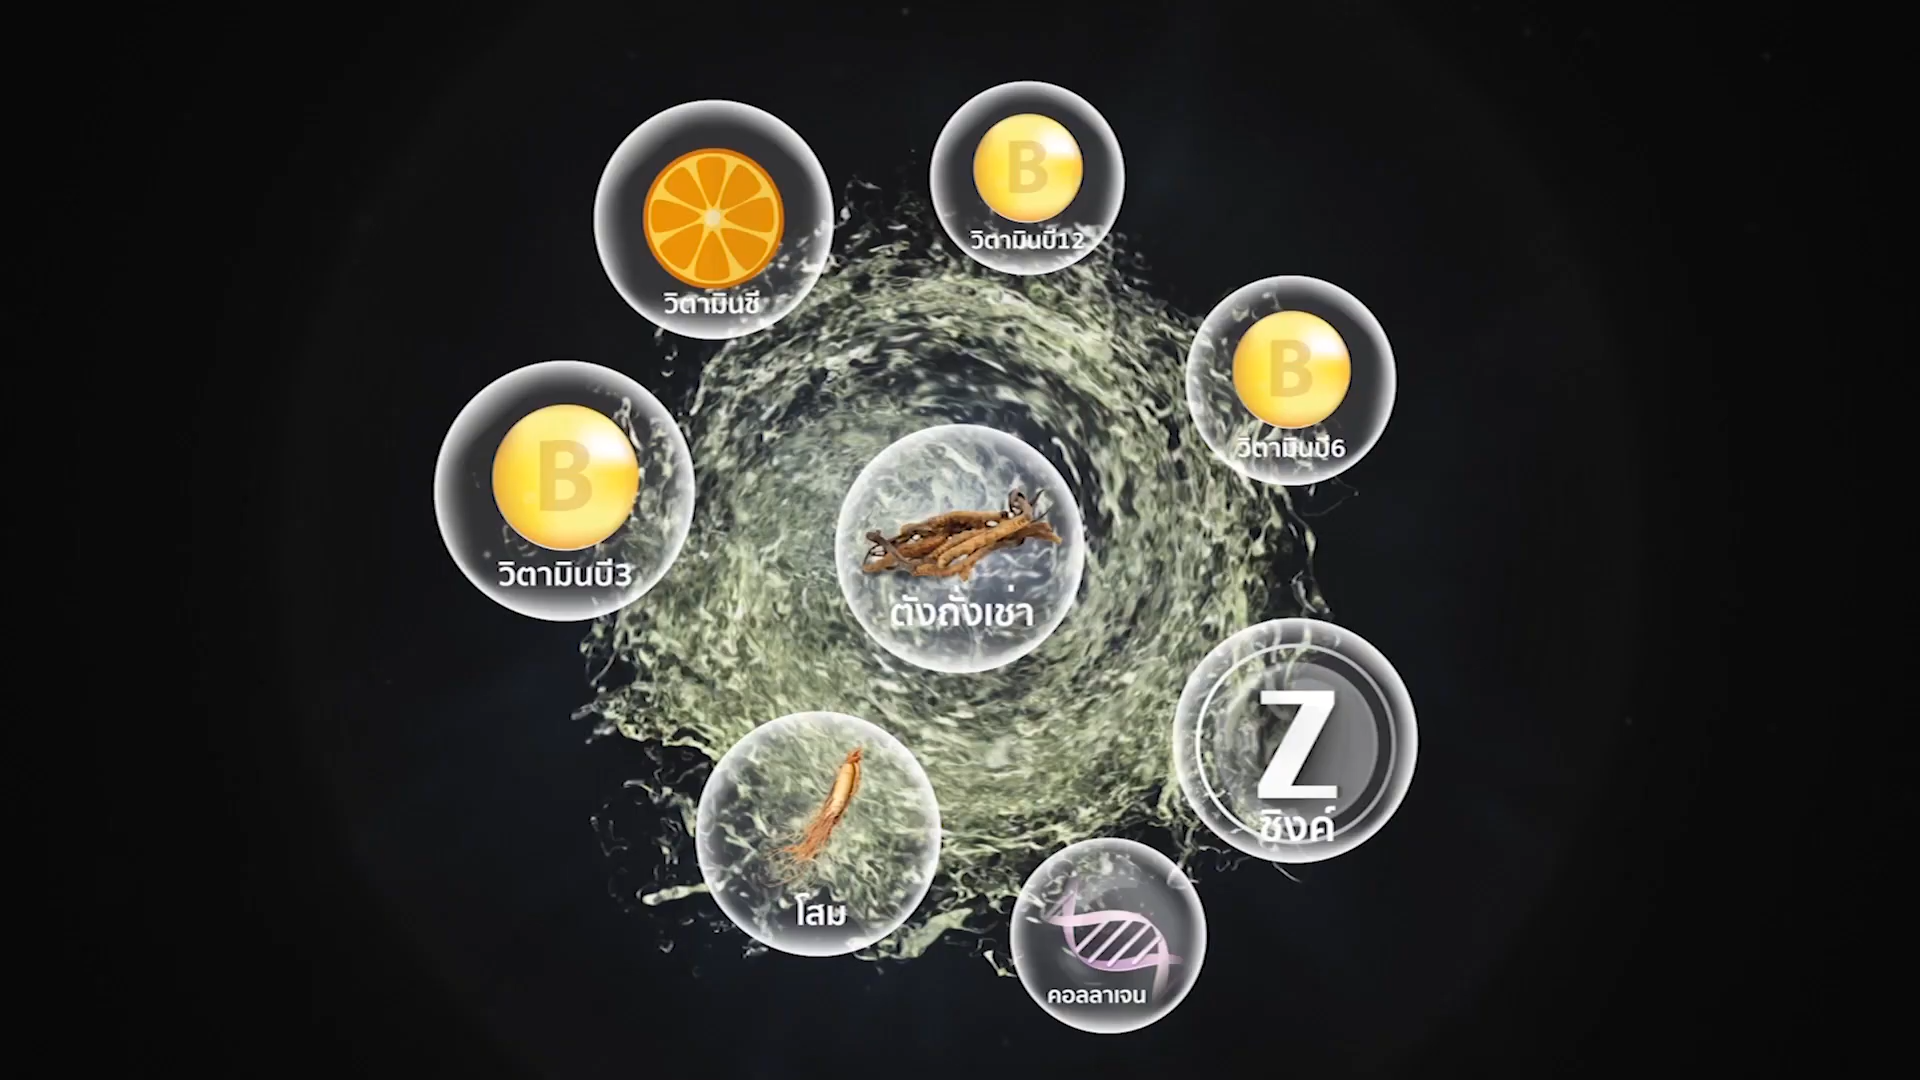 B
วิตามินบี12
วิตามินซี
B
วิตามินบี6
B
วิตามินบี3
ตังถั่งเช่า
Z
ซิงค์
โสม
คอลลาเจน